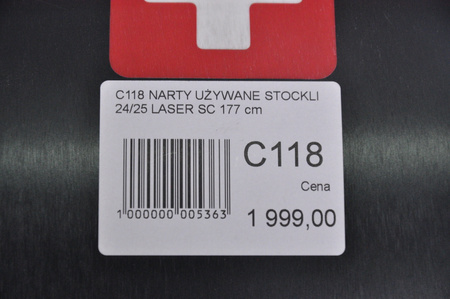 C118 NARTY UŻYWANE STOCKLI
24/25 LASER SC 177 cm
C118
Cena
1 999,00
1 000000 005363